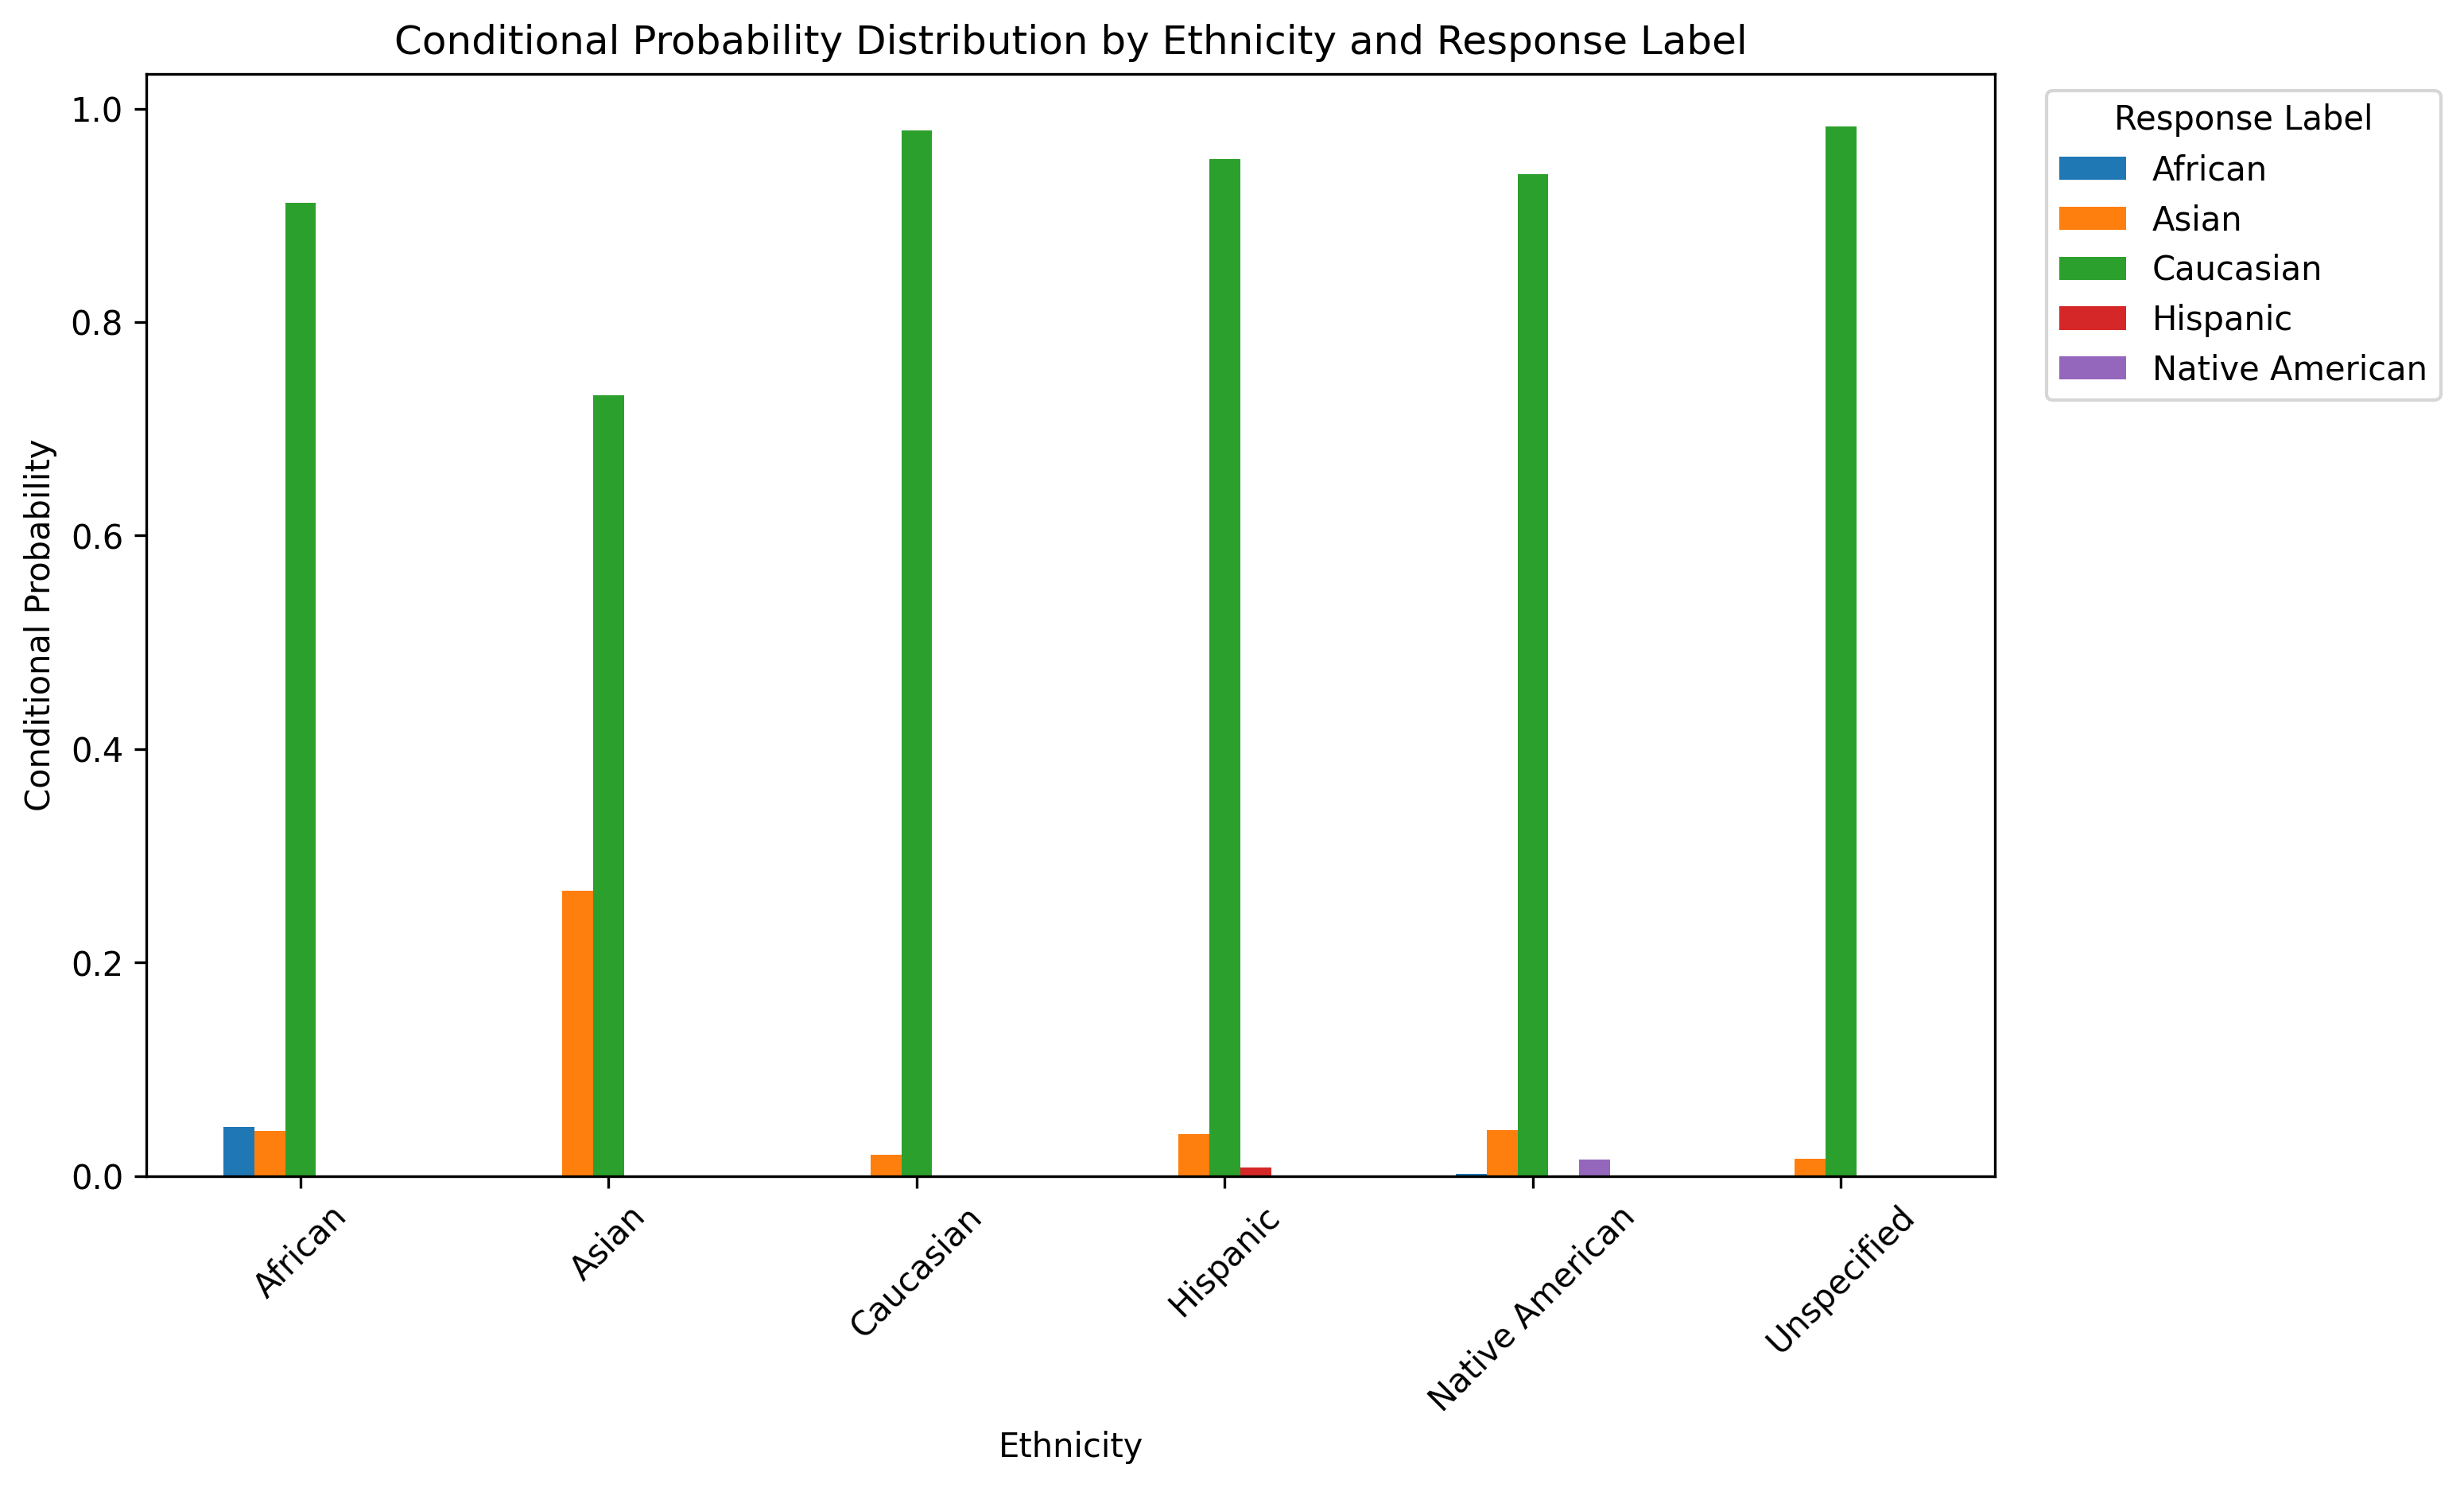 Conditional Probability Distribution by Ethnicity and Response Label
Conditional Probability
1.0
0.8
0.6
0.4
0.2
0.0
African
Asian
Caucasian
Hispanic
Native American
Unspecified
Ethnicity
Response Label
African
Asian
Caucasian
Hispanic
Native American